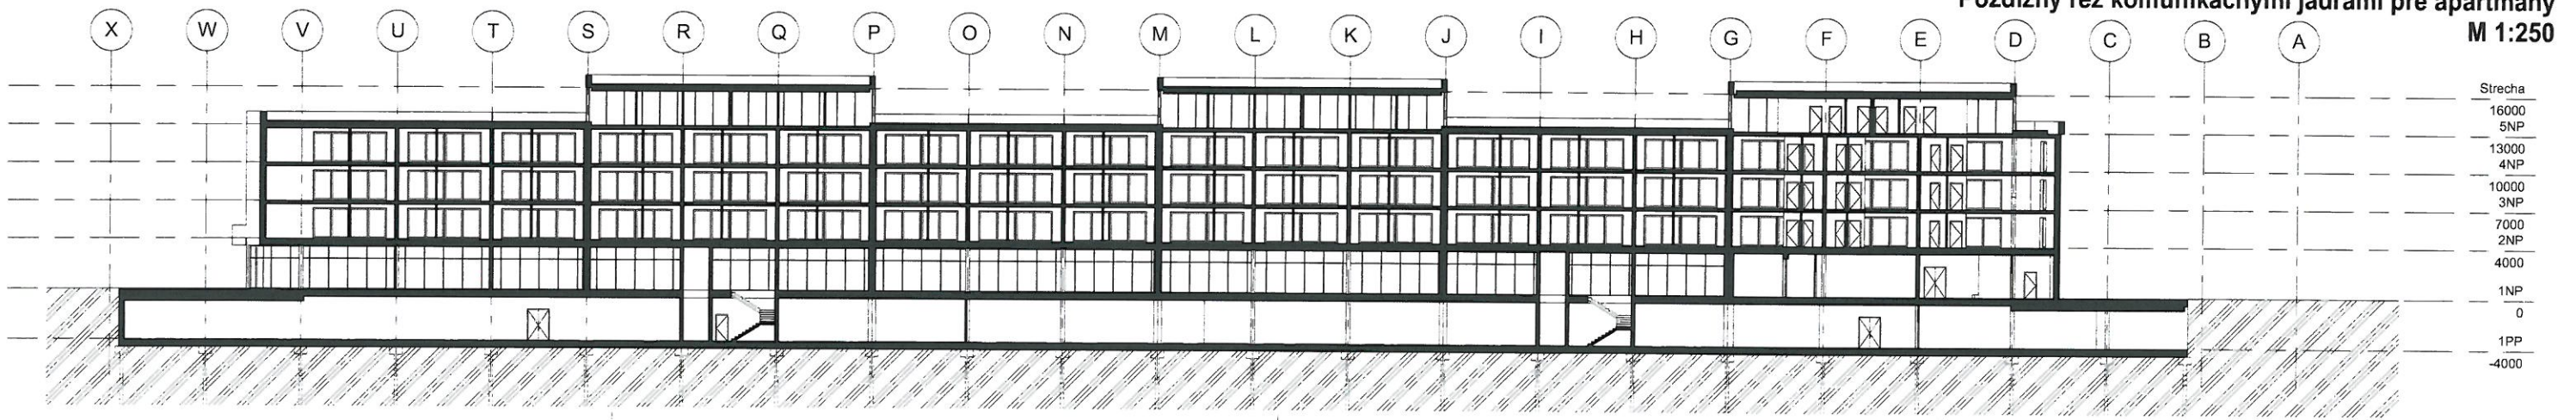 Pozdĺžny rez komunikačnými jadrami pre apartmány
M 1:250
X W V U T S R Q P O N M L K J I H G F E D C B A
Strecha
16000
5NP
13000
4NP
10000
3NP
7000
2NP
4000
1NP
0
1PP
-4000